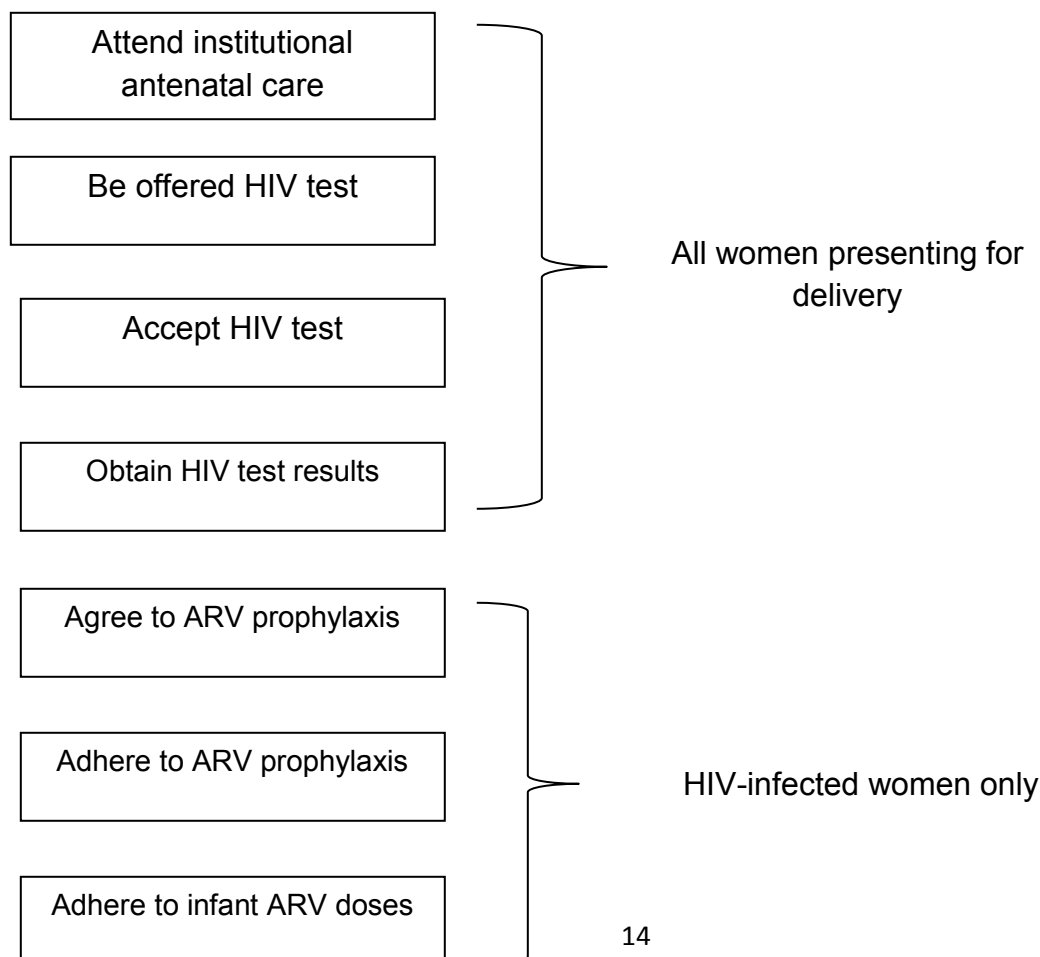 Attend institutional
antenatal care
Be offered HIV test
Accept HIV test
Obtain HIV test results
All women presenting for
delivery
Agree to ARV prophylaxis
Adhere to ARV prophylaxis
Adhere to infant ARV doses
HIV-infected women only
14